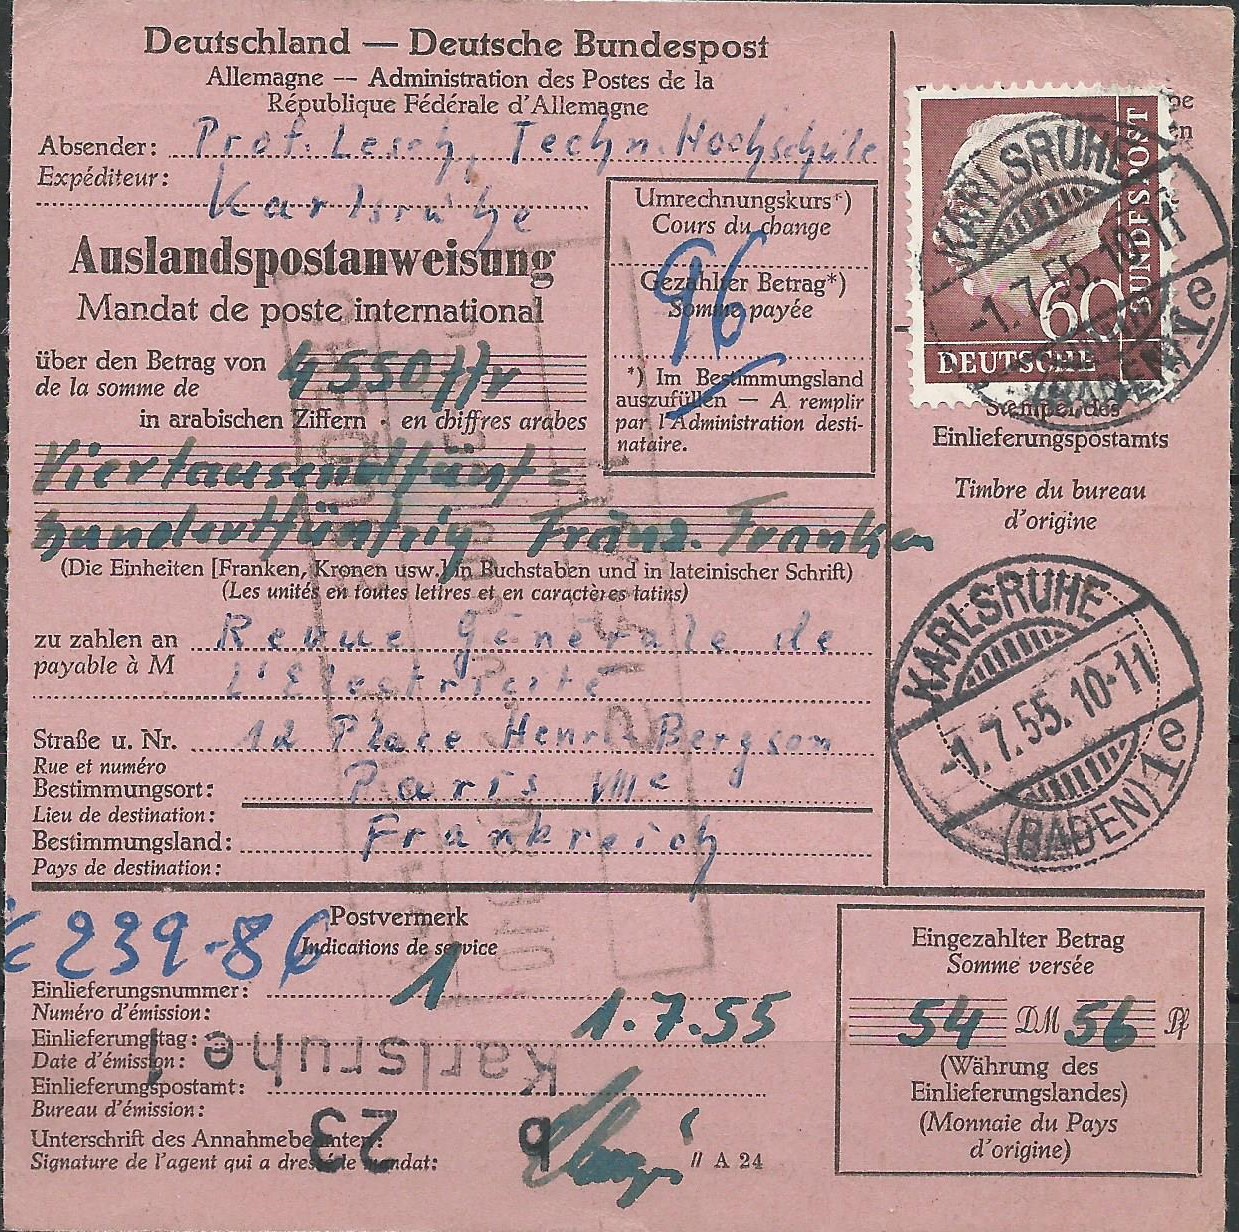 Deutschland — Deutsche Bundespost
Allemagne — Administration des Postes de la
République Fédérale d'Allemagne
Absender: Prof. Lesch, Techn. Hochschule
Expéditeur:
Karlsruhe
Auslandspostanweisung
Mandat de poste international
über den Betrag von 4550 ffr
de la somme de
in arabischen Ziffern · en chiffres arabes
Viertausendfünf-
hundertfünfzig Franz. Franken
(Die Einheiten [Franken, Kronen usw.] in Buchstaben und in lateinischer Schrift)
(Les unités en toutes lettres et en caractères latins)
Umrechnungskurs*)
Cours du change
96
Gezahlter Betrag*)
Somme payée
*) Im Bestimmungsland
auszufüllen — A remplir
par l'Administration desti-
nataire.
zu zahlen an Revue Générale de
payable à M
L'Electricité
Straße u. Nr. 12 Place Henri Bergson
Rue et numéro
Bestimmungsort: Paris VIIIe
Lieu de destination:
Bestimmungsland: Frankreich
Pays de destination:
60
DEUTSCHE
BUNDESPOST
KARLSRUHE
-1.7.55.10-11
(BADEN) 1e
Stempel des
Einlieferungspostamts
Timbre du bureau
d'origine
KARLSRUHE
-1.7.55.10-11
(BADEN) 1e
239-86
Postvermerk
Indications de service
Einlieferungsnummer: 1
Numéro d'émission:
Einlieferungstag: 1.7.55
Date d'émission:
Karlsruhe 1
Einlieferungspostamt:
Bureau d'émission:
23 b
Unterschrift des Annahmebeamten:
Signature de l'agent qui a dressé le mandat:
A 24
Eingezahlter Betrag
Somme versée
54 DM 56 Pf
(Währung des
Einlieferungslandes)
(Monnaie du Pays
d'origine)